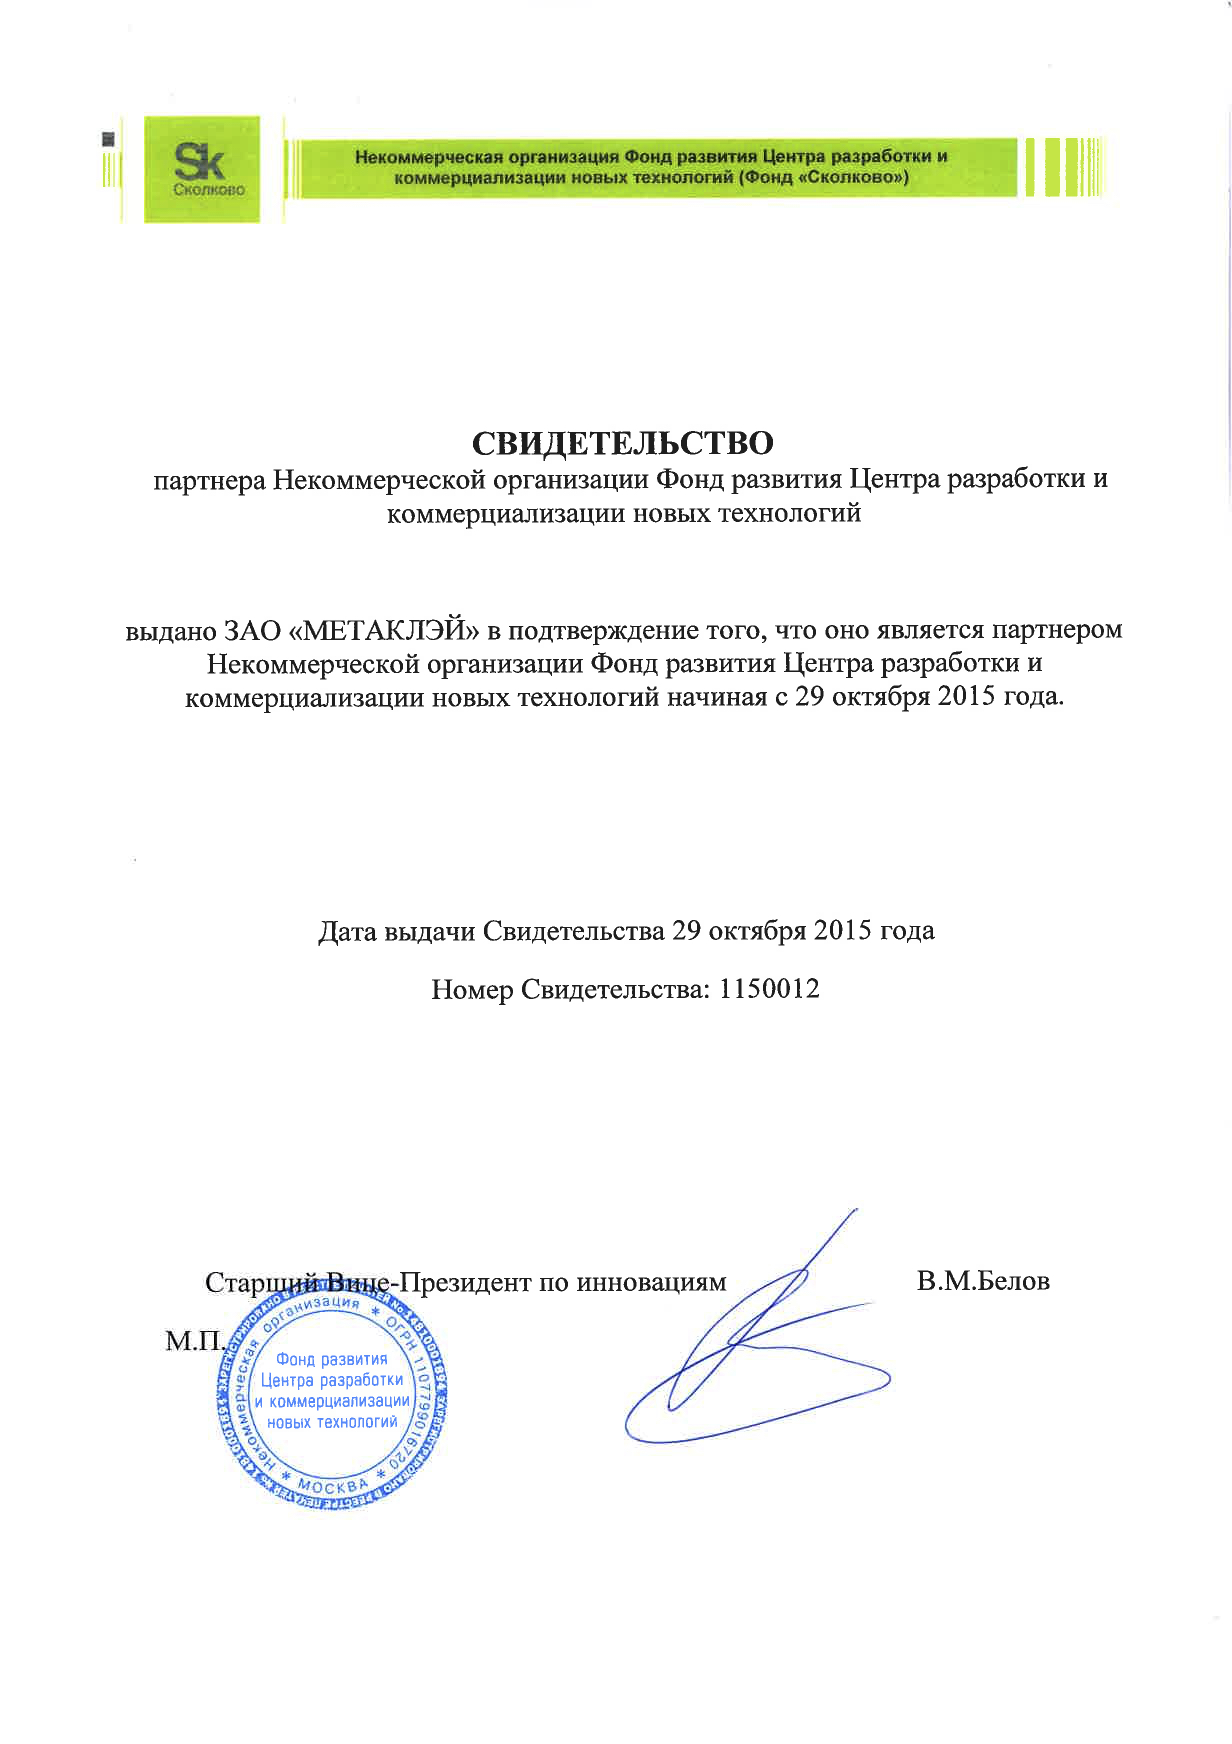 Sk
Сколково
Некоммерческая организация Фонд развития Центра разработки и
коммерциализации новых технологий (Фонд «Сколково»)
СВИДЕТЕЛЬСТВО
партнера Некоммерческой организации Фонд развития Центра разработки и
коммерциализации новых технологий
выдано ЗАО «МЕТАКЛЭЙ» в подтверждение того, что оно является партнером
Некоммерческой организации Фонд развития Центра разработки и
коммерциализации новых технологий начиная с 29 октября 2015 года.
Дата выдачи Свидетельства 29 октября 2015 года
Номер Свидетельства: 1150012
Старший Вице-Президент по инновациям В.М.Белов
М.П.
Некоммерческая организация * ОГРН 1107799016720 * МОСКВА *
Фонд развития
Центра разработки
и коммерциализации
новых технологий